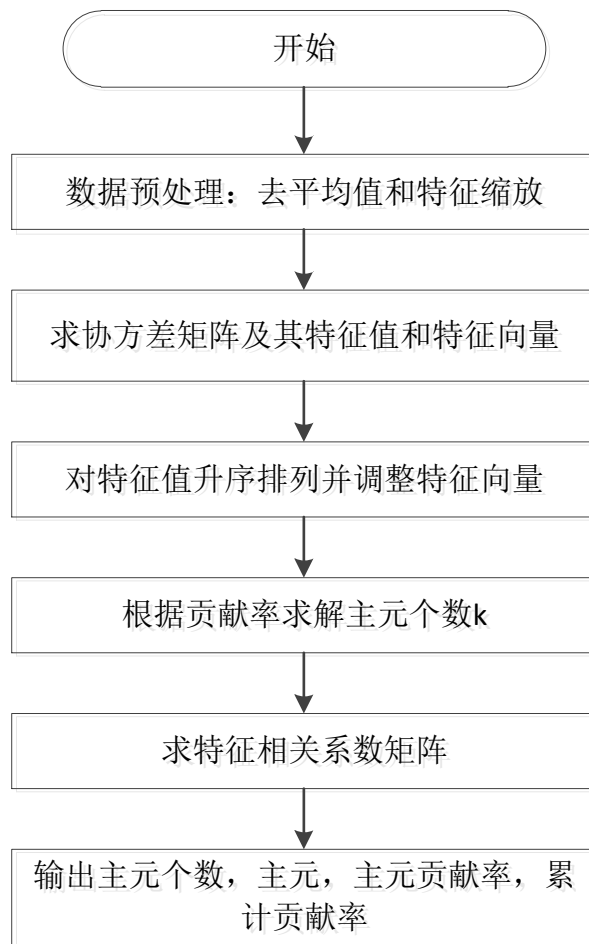 开始
数据预处理：去平均值和特征缩放
求协方差矩阵及其特征值和特征向量
对特征值升序排列并调整特征向量
根据贡献率求解主元个数k
求特征相关系数矩阵
输出主元个数，主元，主元贡献率，累
计贡献率